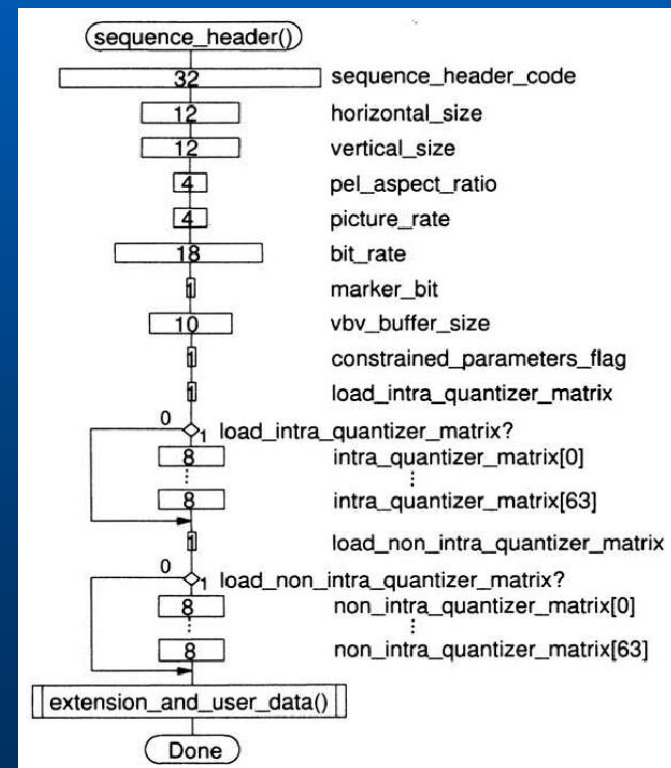 sequence_header()
32 sequence_header_code
12 horizontal_size
12 vertical_size
4 pel_aspect_ratio
4 picture_rate
18 bit_rate
1 marker_bit
10 vbv_buffer_size
1 constrained_parameters_flag
1 load_intra_quantizer_matrix
0 1 load_intra_quantizer_matrix?
8 intra_quantizer_matrix[0]
8 intra_quantizer_matrix[63]
1 load_non_intra_quantizer_matrix
0 1 load_non_intra_quantizer_matrix?
8 non_intra_quantizer_matrix[0]
8 non_intra_quantizer_matrix[63]
extension_and_user_data()
Done